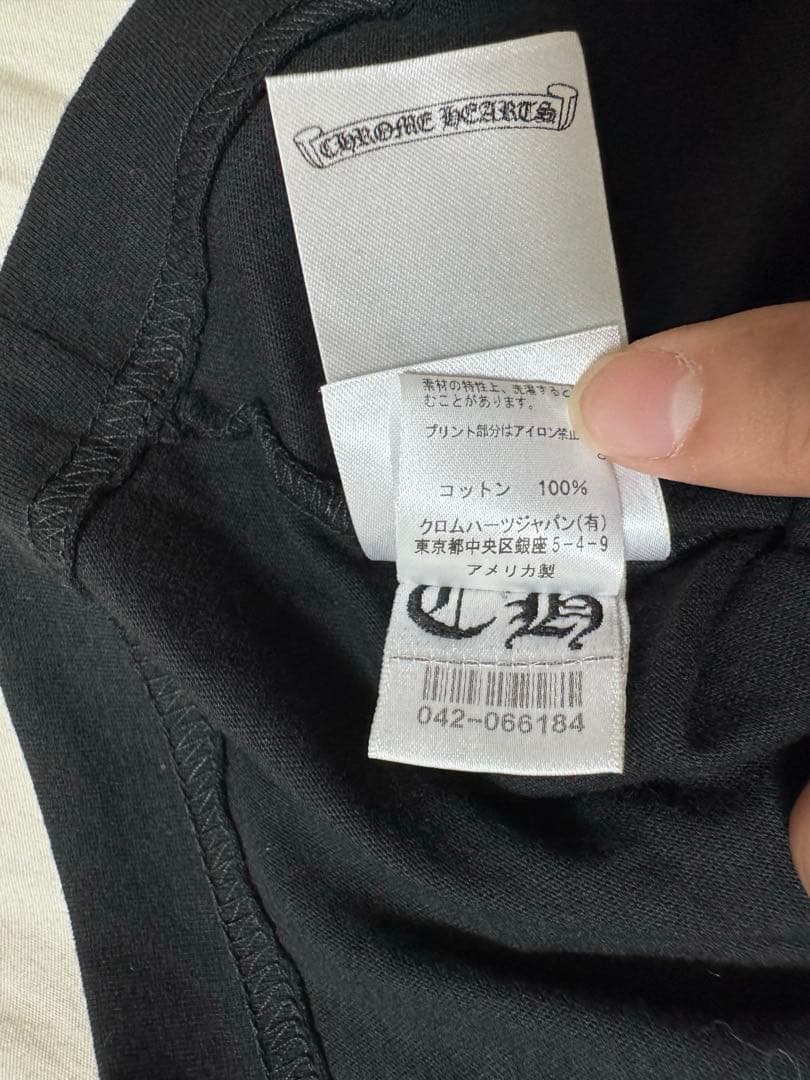 CHROME HEARTS
素材の特性上、洗濯すると
むことがあります。
プリント部分はアイロン禁止
コットン 100%
クロムハーツジャパン(有)
東京都中央区銀座5-4-9
アメリカ製
CH
042-066184